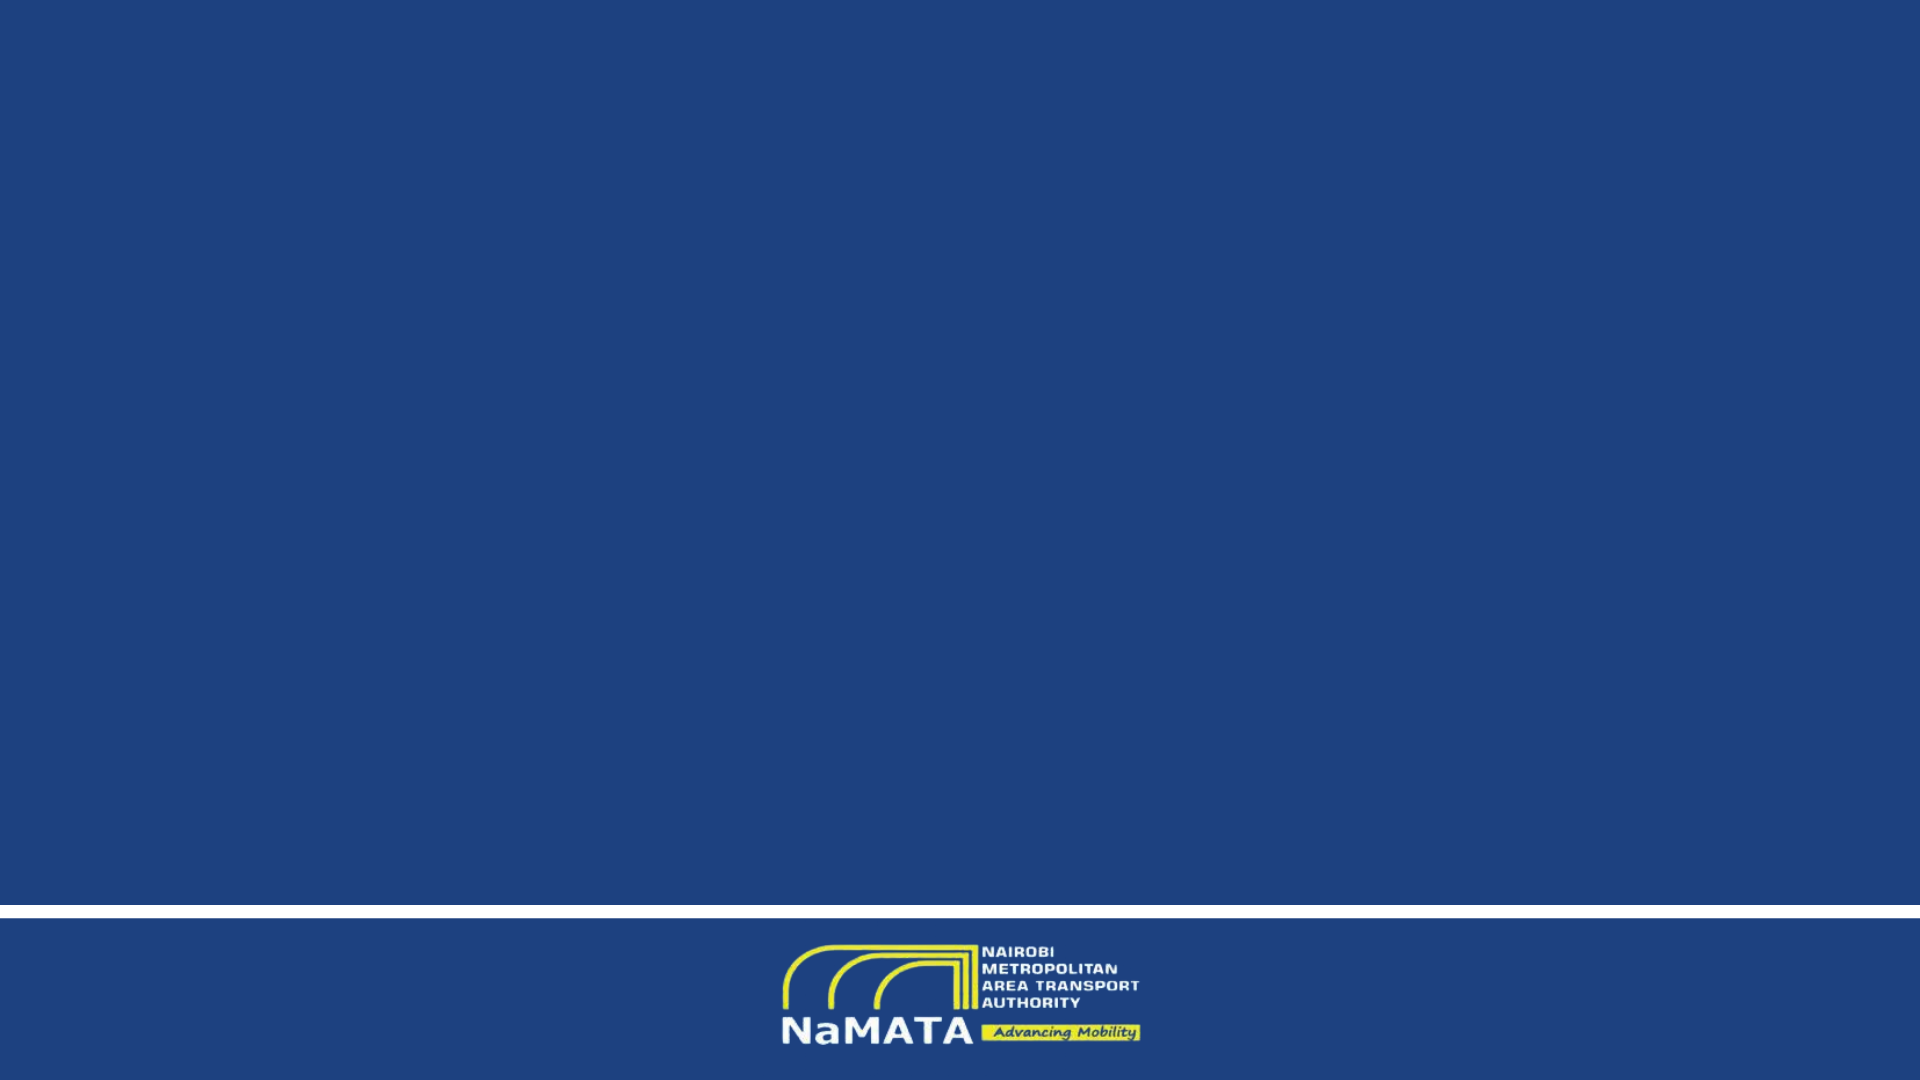 NAIROBI
METROPOLITAN
AREA TRANSPORT
AUTHORITY
NaMATA
Advancing Mobility